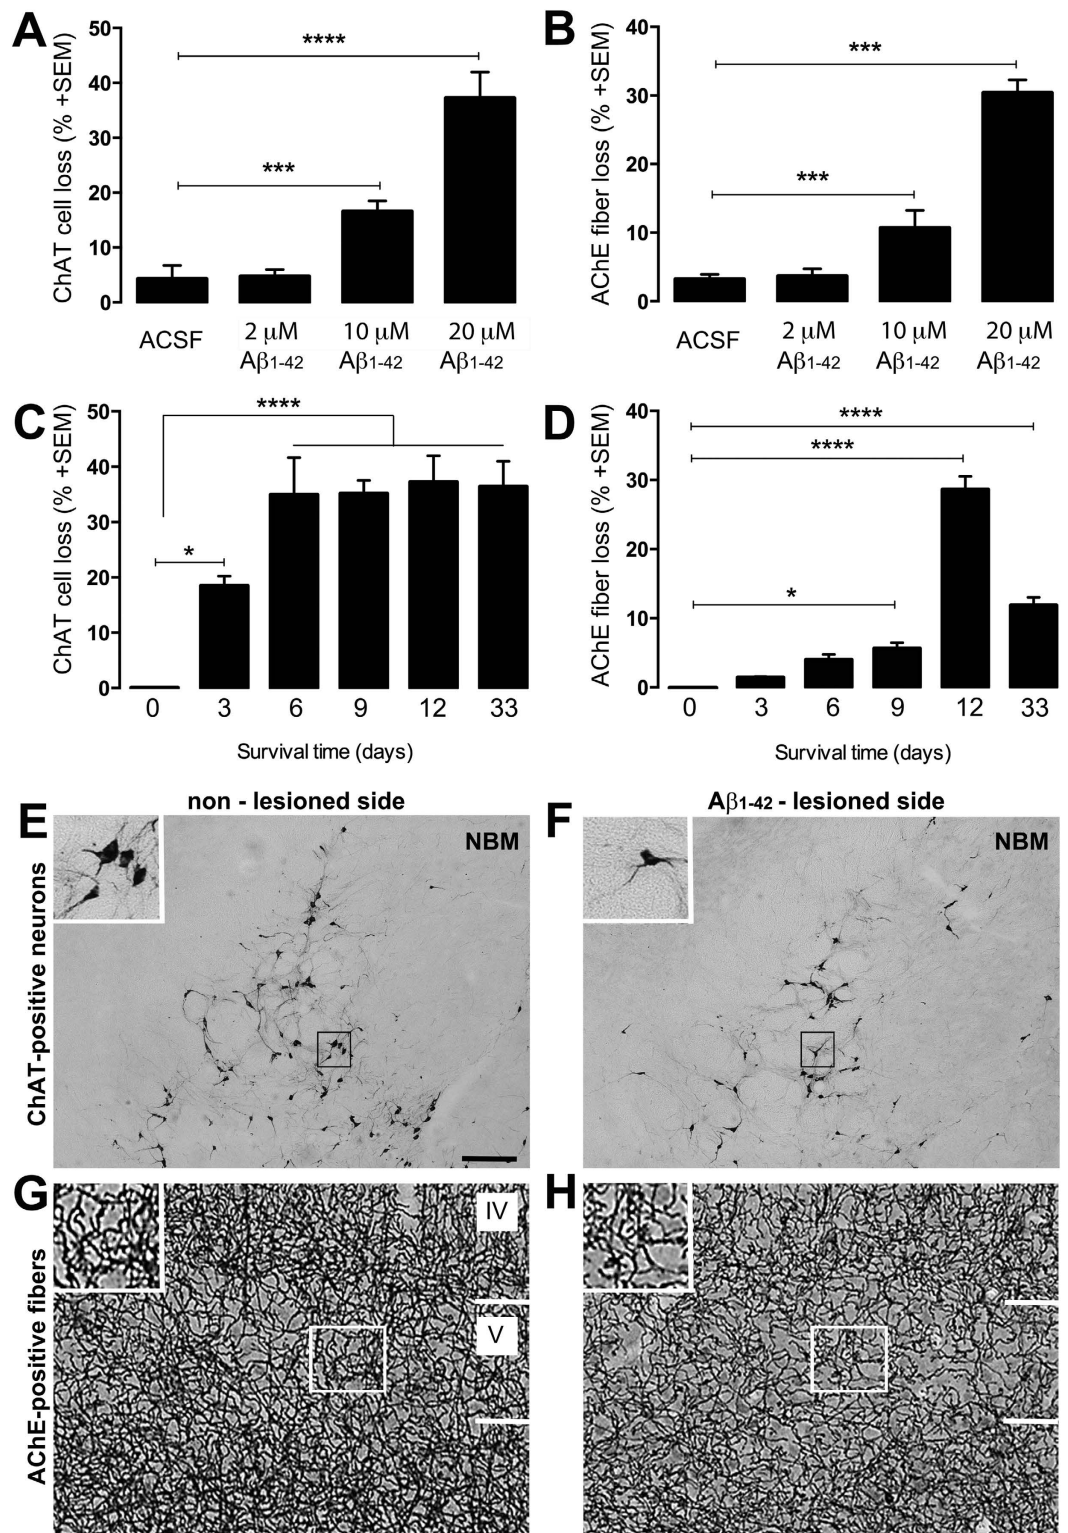 A
ChAT cell loss (% +SEM)
50
40
30
20
10
0
****
***
ACSF
2 μM
Aβ1-42
10 μM
Aβ1-42
20 μM
Aβ1-42
B
AChE fiber loss (% +SEM)
40
30
20
10
0
***
***
ACSF
2 μM
Aβ1-42
10 μM
Aβ1-42
20 μM
Aβ1-42
C
ChAT cell loss (% +SEM)
50
40
30
20
10
0
****
*
0 3 6 9 12 33
Survival time (days)
D
AChE fiber loss (% +SEM)
40
30
20
10
0
****
****
*
0 3 6 9 12 33
Survival time (days)
non - lesioned side
Aβ1-42 - lesioned side
ChAT-positive neurons
E
NBM
F
NBM
AChE-positive fibers
G
IV
V
H